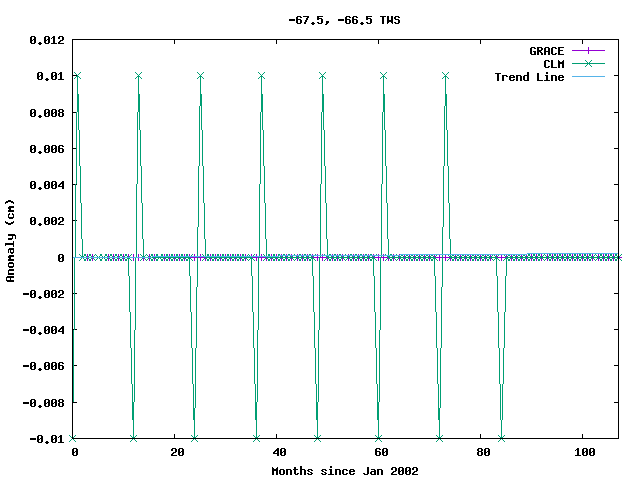 -67.5, -66.5 TWS
0.012
0.01
0.008
0.006
0.004
0.002
0
-0.002
-0.004
-0.006
-0.008
-0.01
Anomaly (cm)
GRACE
CLM
Trend Line
0 20 40 60 80 100
Months since Jan 2002